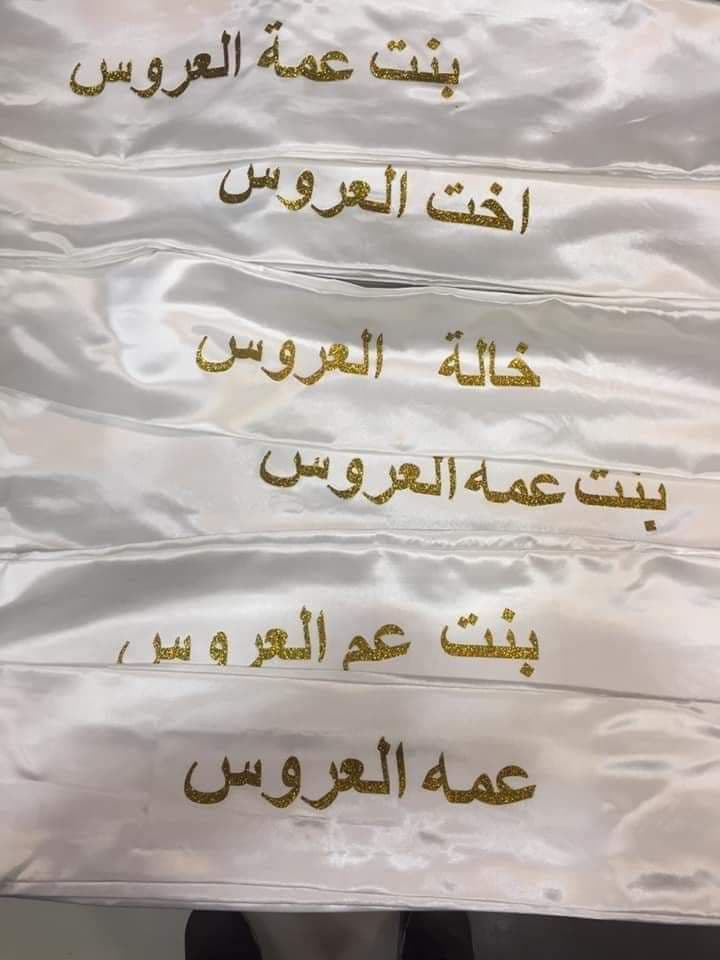 بنت عمة العروس
اخت العروس
خالة العروس
بنت عمه العروس
بنت عم العروس
عمه العروس